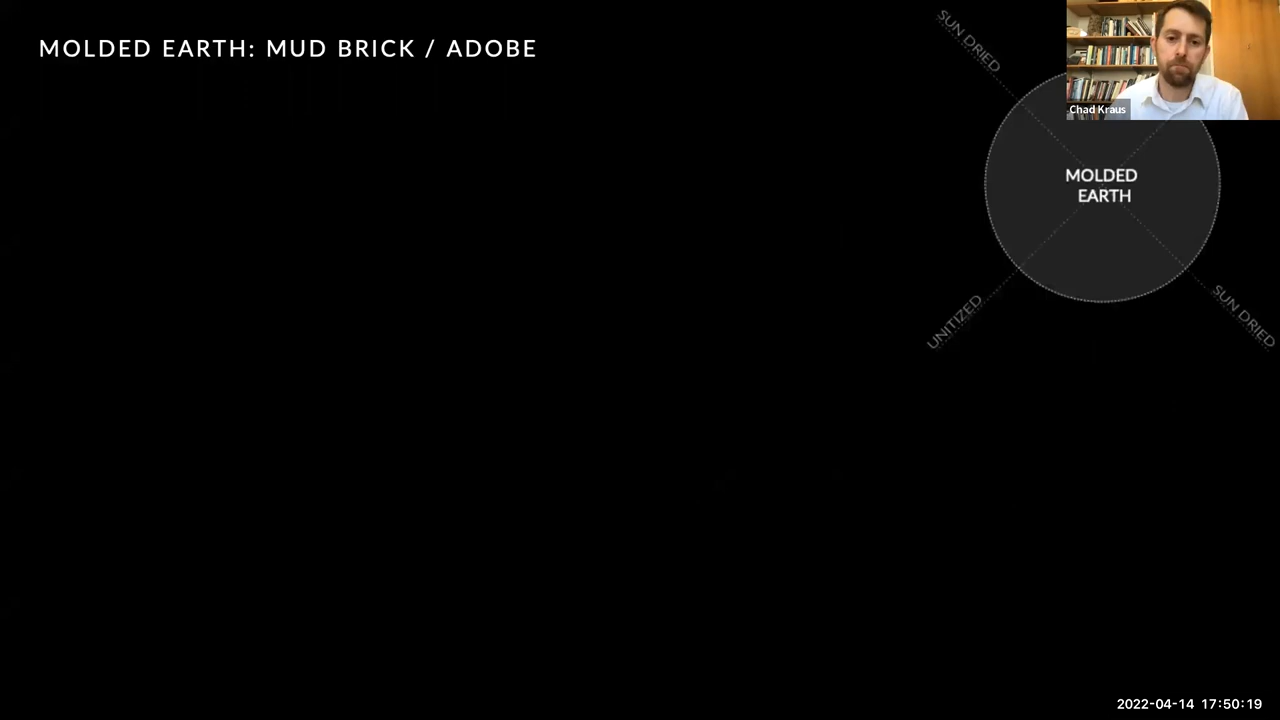 MOLDED EARTH: MUD BRICK / ADOBE
SUN DRIED
Chad Kraus
MOLDED
EARTH
UNITIZED
SUN DRIED
2022-04-14 17:50:19